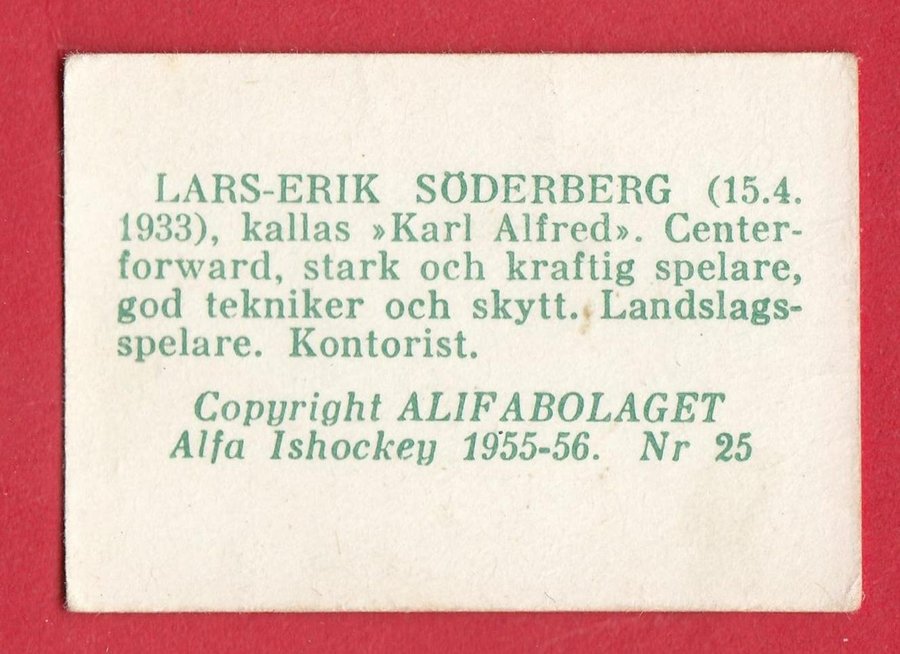 LARS-ERIK SÖDERBERG (15.4.
1933), kallas »Karl Alfred». Center-
forward, stark och kraftig spelare,
god tekniker och skytt. Landslags-
spelare. Kontorist.
Copyright ALIFABOLAGET
Alfa Ishockey 1955-56. Nr 25